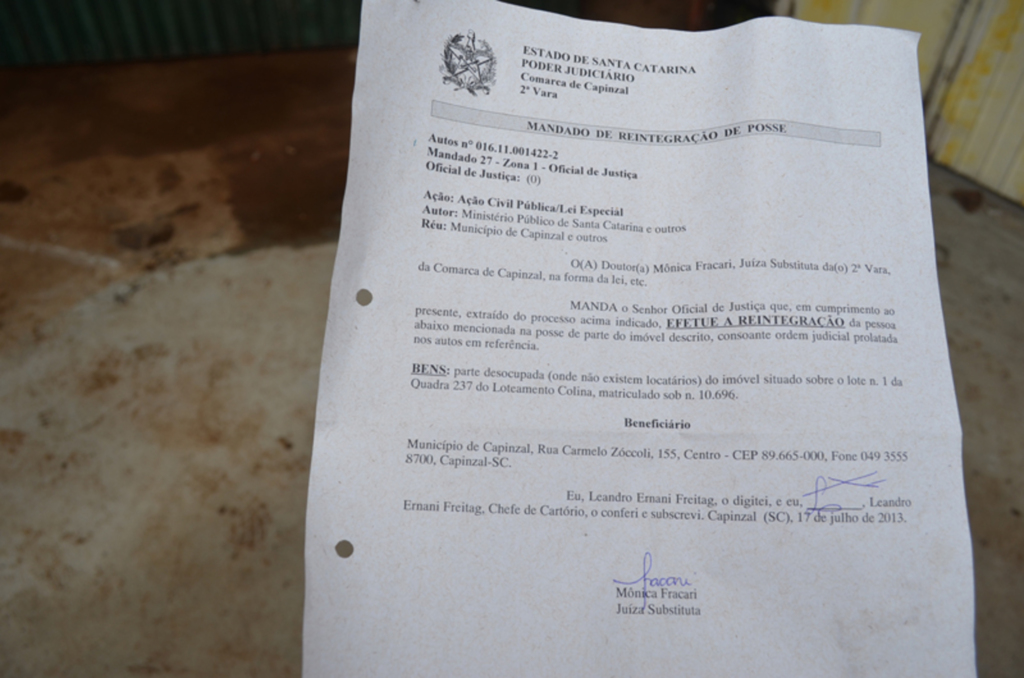 ESTADO DE SANTA CATARINA
PODER JUDICIÁRIO
Comarca de Capinzal
2ª Vara
MANDADO DE REINTEGRAÇÃO DE POSSE
Autos nº 016.11.001422-2
Mandado 27 - Zona 1 - Oficial de Justiça
Oficial de Justiça: (0)
Ação: Ação Civil Pública/Lei Especial
Autor: Ministério Público de Santa Catarina e outros
Réu: Município de Capinzal e outros
O(A) Doutor(a) Mônica Fracari, Juíza Substituta da(o) 2ª Vara,
da Comarca de Capinzal, na forma da lei, etc.
MANDA o Senhor Oficial de Justiça que, em cumprimento ao
presente, extraído do processo acima indicado, EFETUE A REINTEGRAÇÃO da pessoa
abaixo mencionada na posse de parte do imóvel descrito, consoante ordem judicial prolatada
nos autos em referência.
BENS: parte desocupada (onde não existem locatários) do imóvel situado sobre o lote n. 1 da
Quadra 237 do Loteamento Colina, matriculado sob n. 10.696.
Beneficiário
Município de Capinzal, Rua Carmelo Zóccoli, 155, Centro - CEP 89.665-000, Fone 049 3555
8700, Capinzal-SC.
Eu, Leandro Ernani Freitag, o digitei, e eu, ______, Leandro
Ernani Freitag, Chefe de Cartório, o conferi e subscrevi. Capinzal (SC), 17 de julho de 2013.
fracari
Mônica Fracari
Juíza Substituta